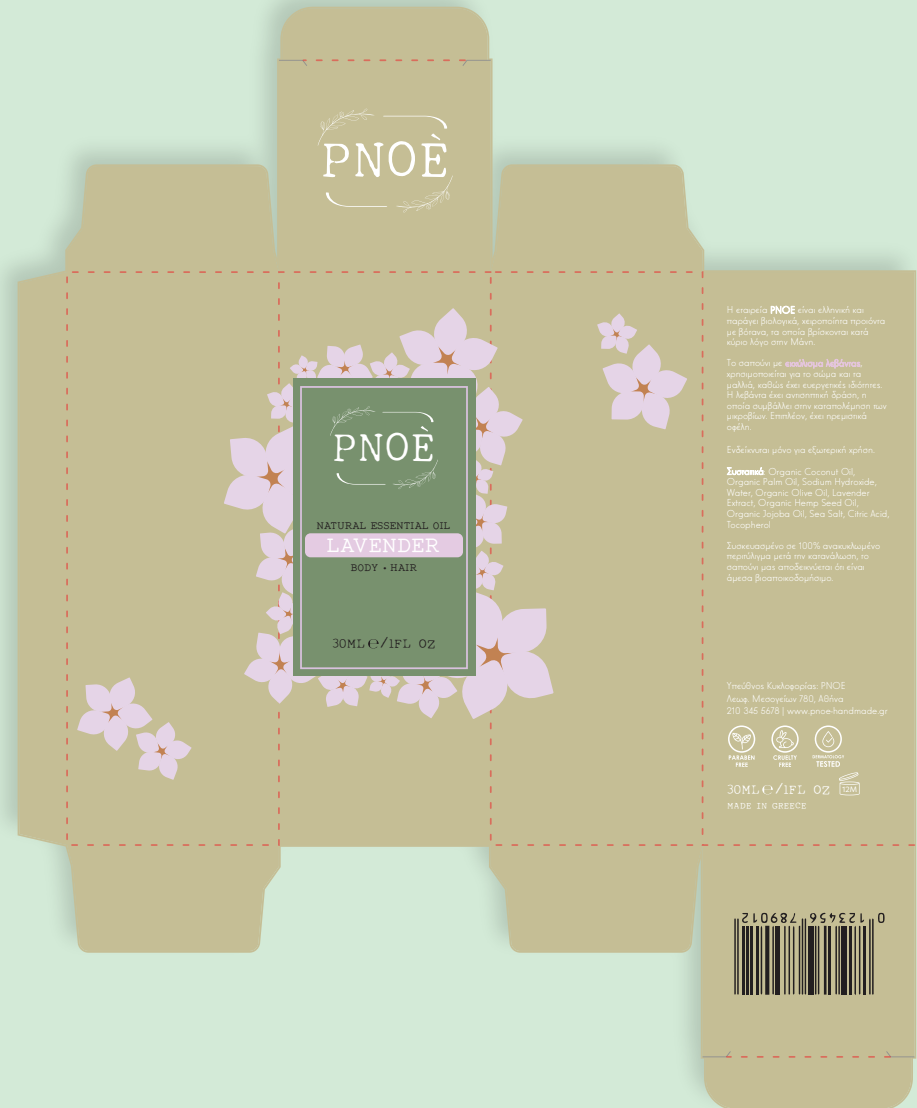 PNOÈ
PNOÈ
NATURAL ESSENTIAL OIL
LAVENDER
BODY • HAIR
30ML ℮/1FL OZ
Η εταιρεία PNOE είναι ελληνική και
παράγει βιολογικά, χειροποίητα προϊόντα
με βότανα, τα οποία βρίσκονται κατά
κύριο λόγο στην Μάνη.
Το σαπούνι με εκχύλισμα λεβάντας,
χρησιμοποιείται για το σώμα και τα
μαλλιά, καθώς έχει ευεργετικές ιδιότητες.
Η λεβάντα έχει αντισηπτική δράση, η
οποία συμβάλλει στην καταπολέμηση των
μικροβίων. Επιπλέον, έχει ηρεμιστικά
οφέλη.
Ενδείκνυται μόνο για εξωτερική χρήση.
Συστατικά: Organic Coconut Oil,
Organic Palm Oil, Sodium Hydroxide,
Water, Organic Olive Oil, Lavender
Extract, Organic Hemp Seed Oil,
Organic Jojoba Oil, Sea Salt, Citric Acid,
Tocopherol
Συσκευασμένο σε 100% ανακυκλωμένο
περιτύλιγμα μετά την κατανάλωση, το
σαπούνι μας αποδεικνύεται ότι είναι
άμεσα βιοαποικοδομήσιμο.
Υπεύθνος Κυκλοφορίας: PNOE
Λεωφ. Μεσογείων 780, Αθήνα
210 345 5678 | www.pnoe-handmade.gr
PARABEN
FREE
CRUELTY
FREE
DERMATOLOGY
TESTED
30ML ℮/1FL OZ
12M
MADE IN GREECE
0 123456 789012